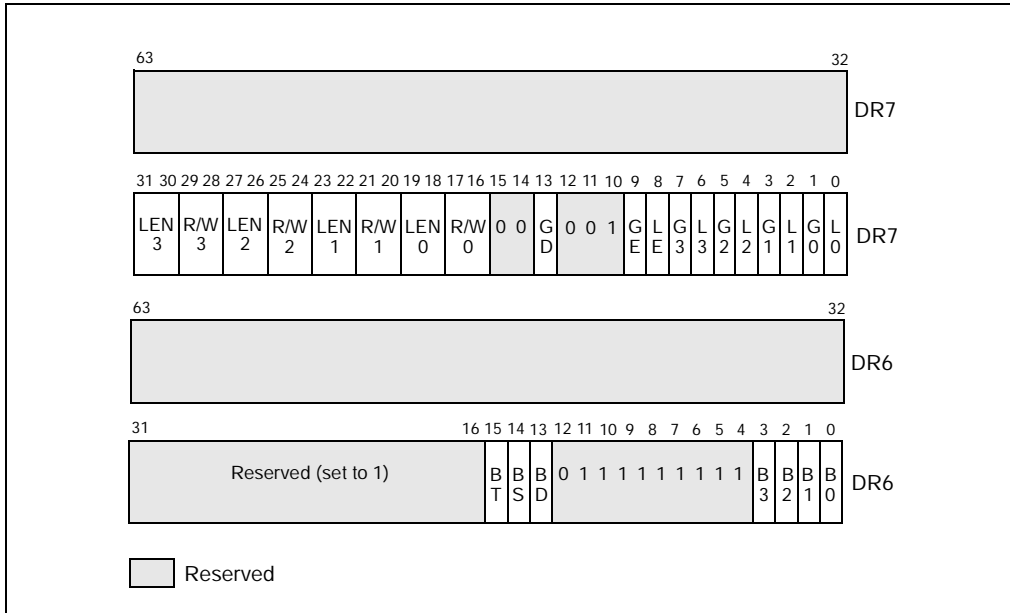 63 32
DR7
31 30 29 28 27 26 25 24 23 22 21 20 19 18 17 16 15 14 13 12 11 10 9 8 7 6 5 4 3 2 1 0
LEN 3 R/W 3 LEN 2 R/W 2 LEN 1 R/W 1 LEN 0 R/W 0 0 0 G D 0 0 1 G E L E G 3 L 3 G 2 L 2 G 1 L 1 G 0 L 0
DR7
63 32
DR6
31 16 15 14 13 12 11 10 9 8 7 6 5 4 3 2 1 0
Reserved (set to 1) B T B S B D 0 1 1 1 1 1 1 1 1 1 B 3 B 2 B 1 B 0
DR6
Reserved